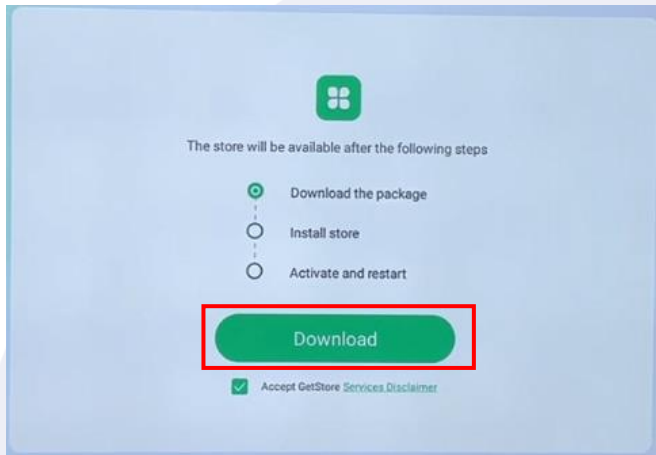 The store will be available after the following steps
Download the package
Install store
Activate and restart
Download
Accept GetStore Services Disclaimer